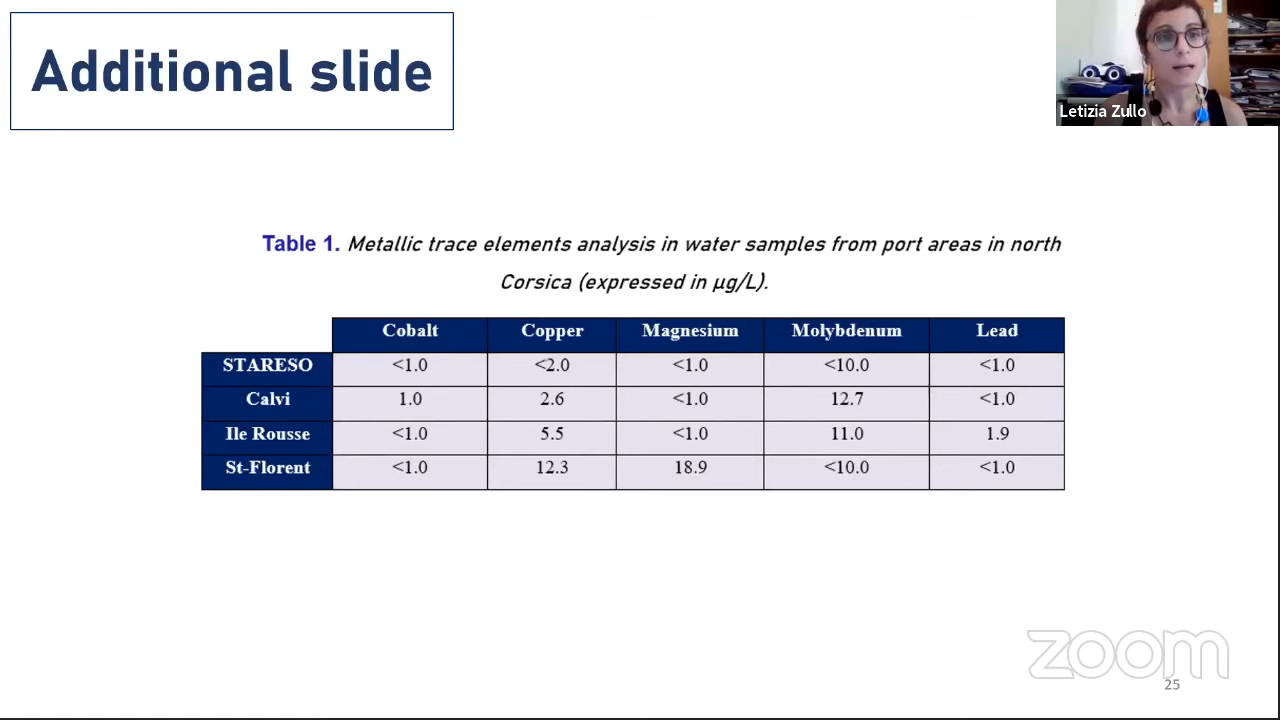 Additional slide
Letizia Zullo
Table 1. Metallic trace elements analysis in water samples from port areas in north
Corsica (expressed in µg/L).
Cobalt Copper Magnesium Molybdenum Lead
STARESO <1.0 <2.0 <1.0 <10.0 <1.0
Calvi 1.0 2.6 <1.0 12.7 <1.0
Ile Rousse <1.0 5.5 <1.0 11.0 1.9
St-Florent <1.0 12.3 18.9 <10.0 <1.0
zoom
25